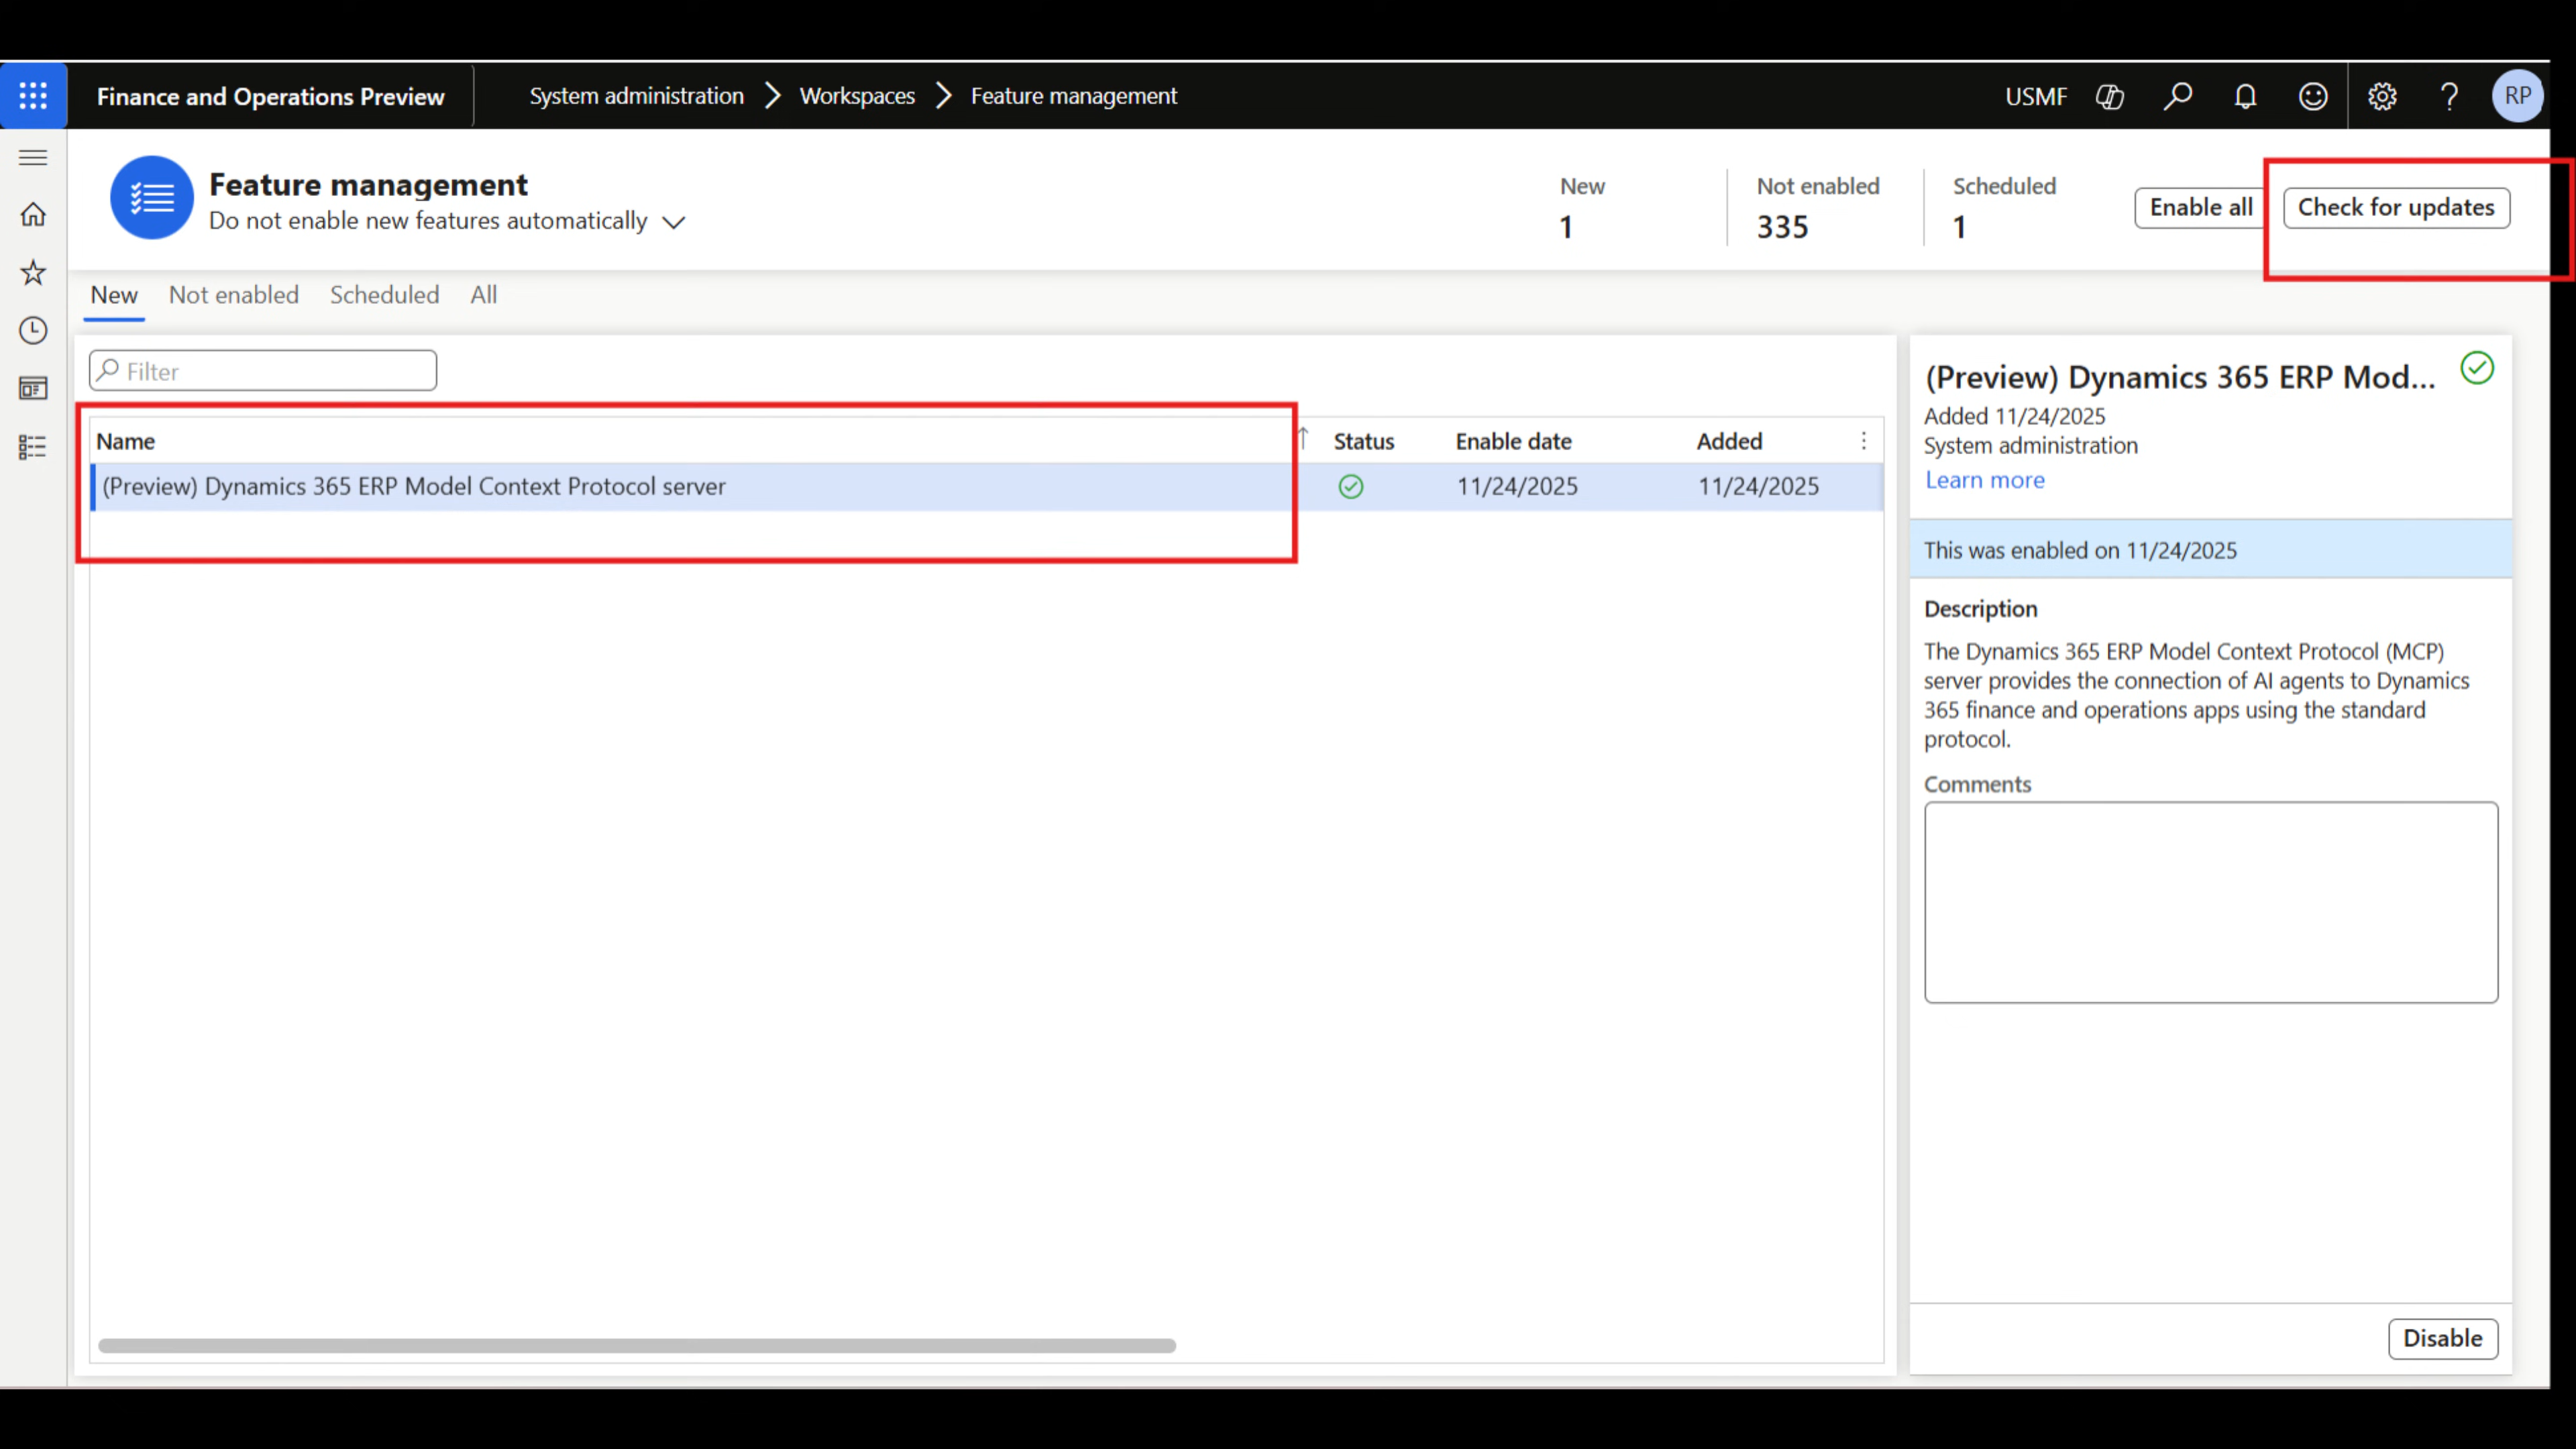 Finance and Operations Preview
System administration > Workspaces > Feature management
USMF
? RP
Feature management
Do not enable new features automatically
New
1
Not enabled
335
Scheduled
1
Enable all
Check for updates
New Not enabled Scheduled All
Filter
Name ↑ Status Enable date Added
(Preview) Dynamics 365 ERP Model Context Protocol server 11/24/2025 11/24/2025
(Preview) Dynamics 365 ERP Mod...
Added 11/24/2025
System administration
Learn more
This was enabled on 11/24/2025
Description
The Dynamics 365 ERP Model Context Protocol (MCP)
server provides the connection of AI agents to Dynamics
365 finance and operations apps using the standard
protocol.
Comments
Disable